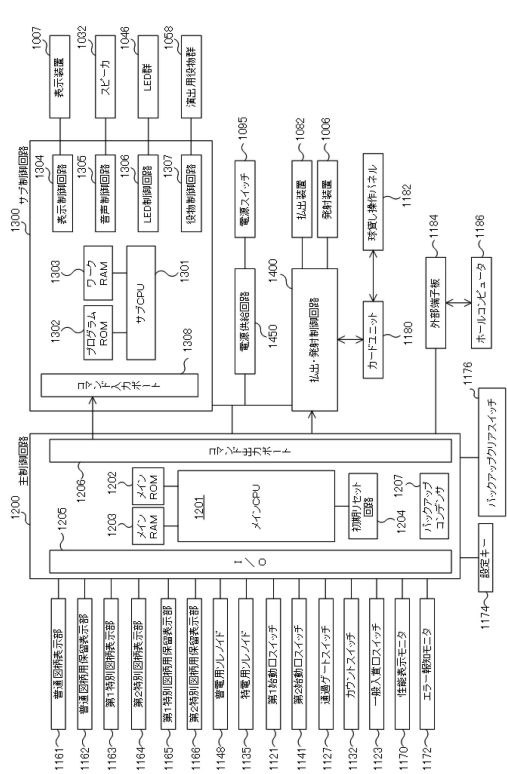 1200
主制御回路
1205
I/O
1203
メインRAM
1202
メインROM
1201
メインCPU
初期リセット回路
1204
1207
バックアップコンデンサ
1206
コマンド出力ポート
1161
普通図柄表示部
1162
普通図柄用保留表示部
1163
第1特別図柄表示部
1164
第2特別図柄表示部
1165
第1特別図柄用保留表示部
1166
第2特別図柄用保留表示部
1148
普電用ソレノイド
1135
特電用ソレノイド
1121
第1始動口スイッチ
1141
第2始動口スイッチ
1127
通過ゲートスイッチ
1132
カウントスイッチ
1123
一般入賞口スイッチ
1170
性能表示モニタ
1172
エラー報知モニタ
1174
設定キー
1176
バックアップクリアスイッチ
1300
サブ制御回路
1308
コマンド入力ポート
1302
プログラムROM
1303
ワークRAM
サブCPU
1301
1304
表示制御回路
1305
音声制御回路
1306
LED制御回路
1307
役物制御回路
表示装置
1007
スピーカ
1032
LED群
1046
演出用役物群
1058
電源供給回路
1450
電源スイッチ
1095
払出・発射制御回路
1400
払出装置
1082
発射装置
1006
カードユニット
1180
球貸し操作パネル
1182
外部端子板
1184
ホールコンピュータ
1186